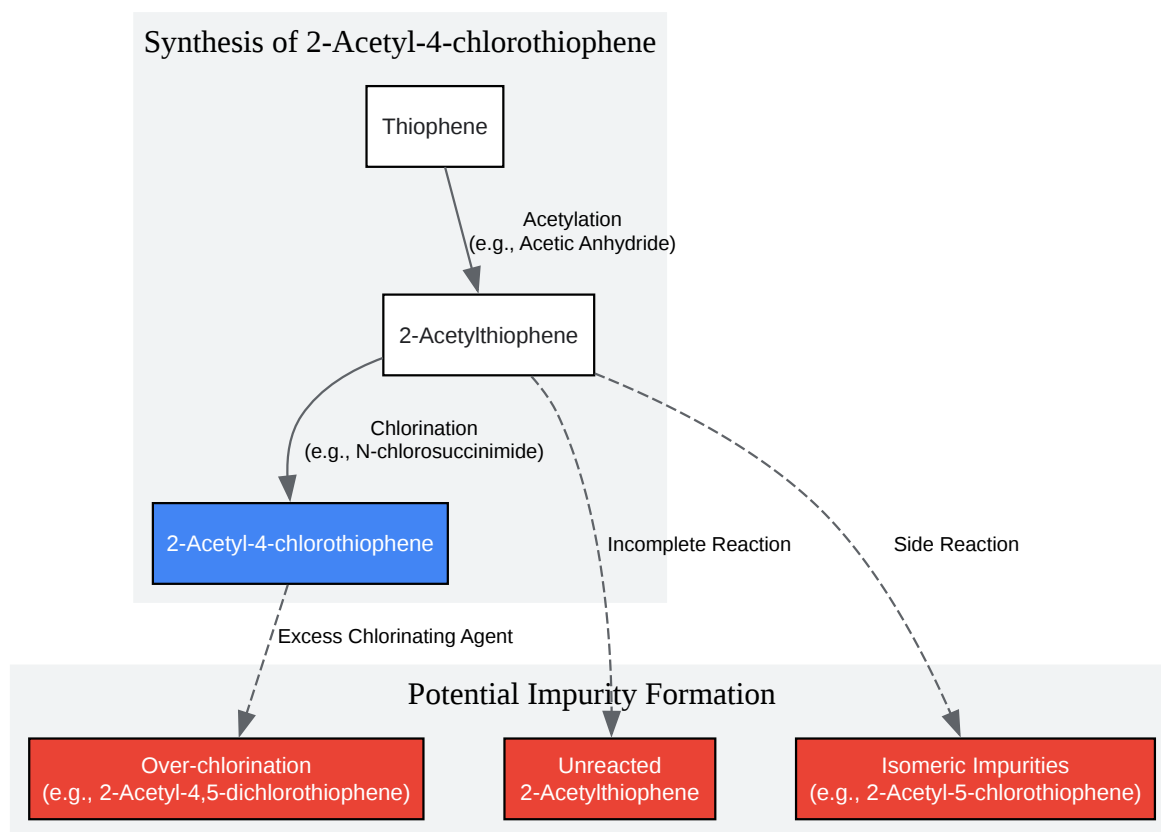 Synthesis of 2-Acetyl-4-chlorothiophene
Thiophene
Acetylation
(e.g., Acetic Anhydride)
2-Acetylthiophene
Chlorination
(e.g., N-chlorosuccinimide)
2-Acetyl-4-chlorothiophene
Incomplete Reaction
Side Reaction
Excess Chlorinating Agent
Potential Impurity Formation
Over-chlorination
(e.g., 2-Acetyl-4,5-dichlorothiophene)
Unreacted
2-Acetylthiophene
Isomeric Impurities
(e.g., 2-Acetyl-5-chlorothiophene)